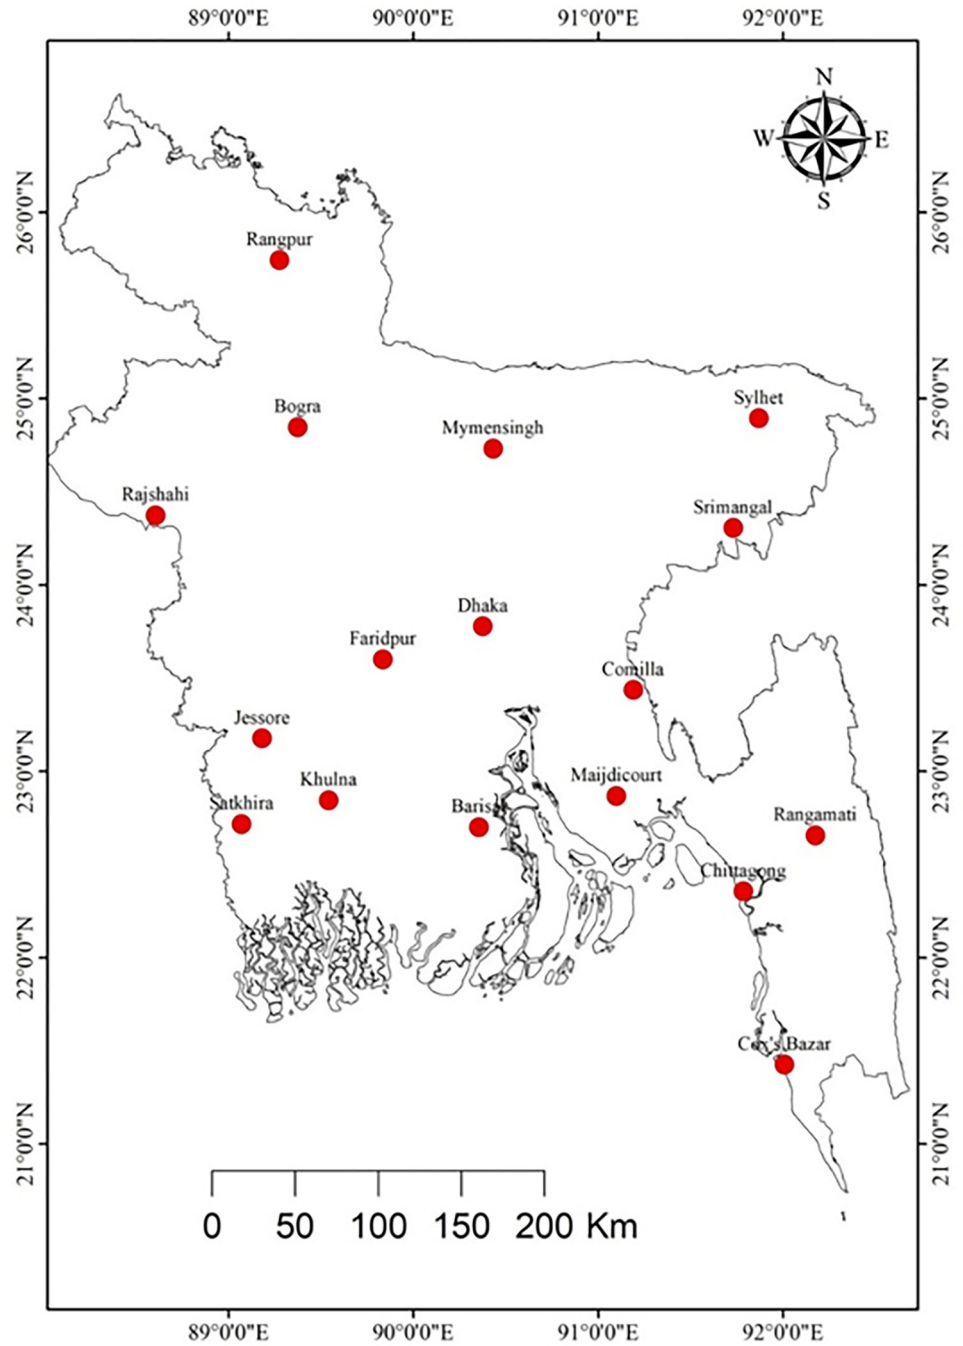 89°0'0"E 90°0'0"E 91°0'0"E 92°0'0"E
N
W E
S
26°0'0"N 26°0'0"N
Rangpur
25°0'0"N 25°0'0"N
Sylhet
Bogra
Mymensingh
Rajshahi
Srimangal
24°0'0"N 24°0'0"N
Dhaka
Faridpur
Comilla
Jessore
23°0'0"N 23°0'0"N
Maijdicourt
Khulna
Satkhira
Barisal
Rangamati
Chittagong
22°0'0"N 22°0'0"N
Cox's Bazar
21°0'0"N 21°0'0"N
0 50 100 150 200 Km
89°0'0"E 90°0'0"E 91°0'0"E 92°0'0"E